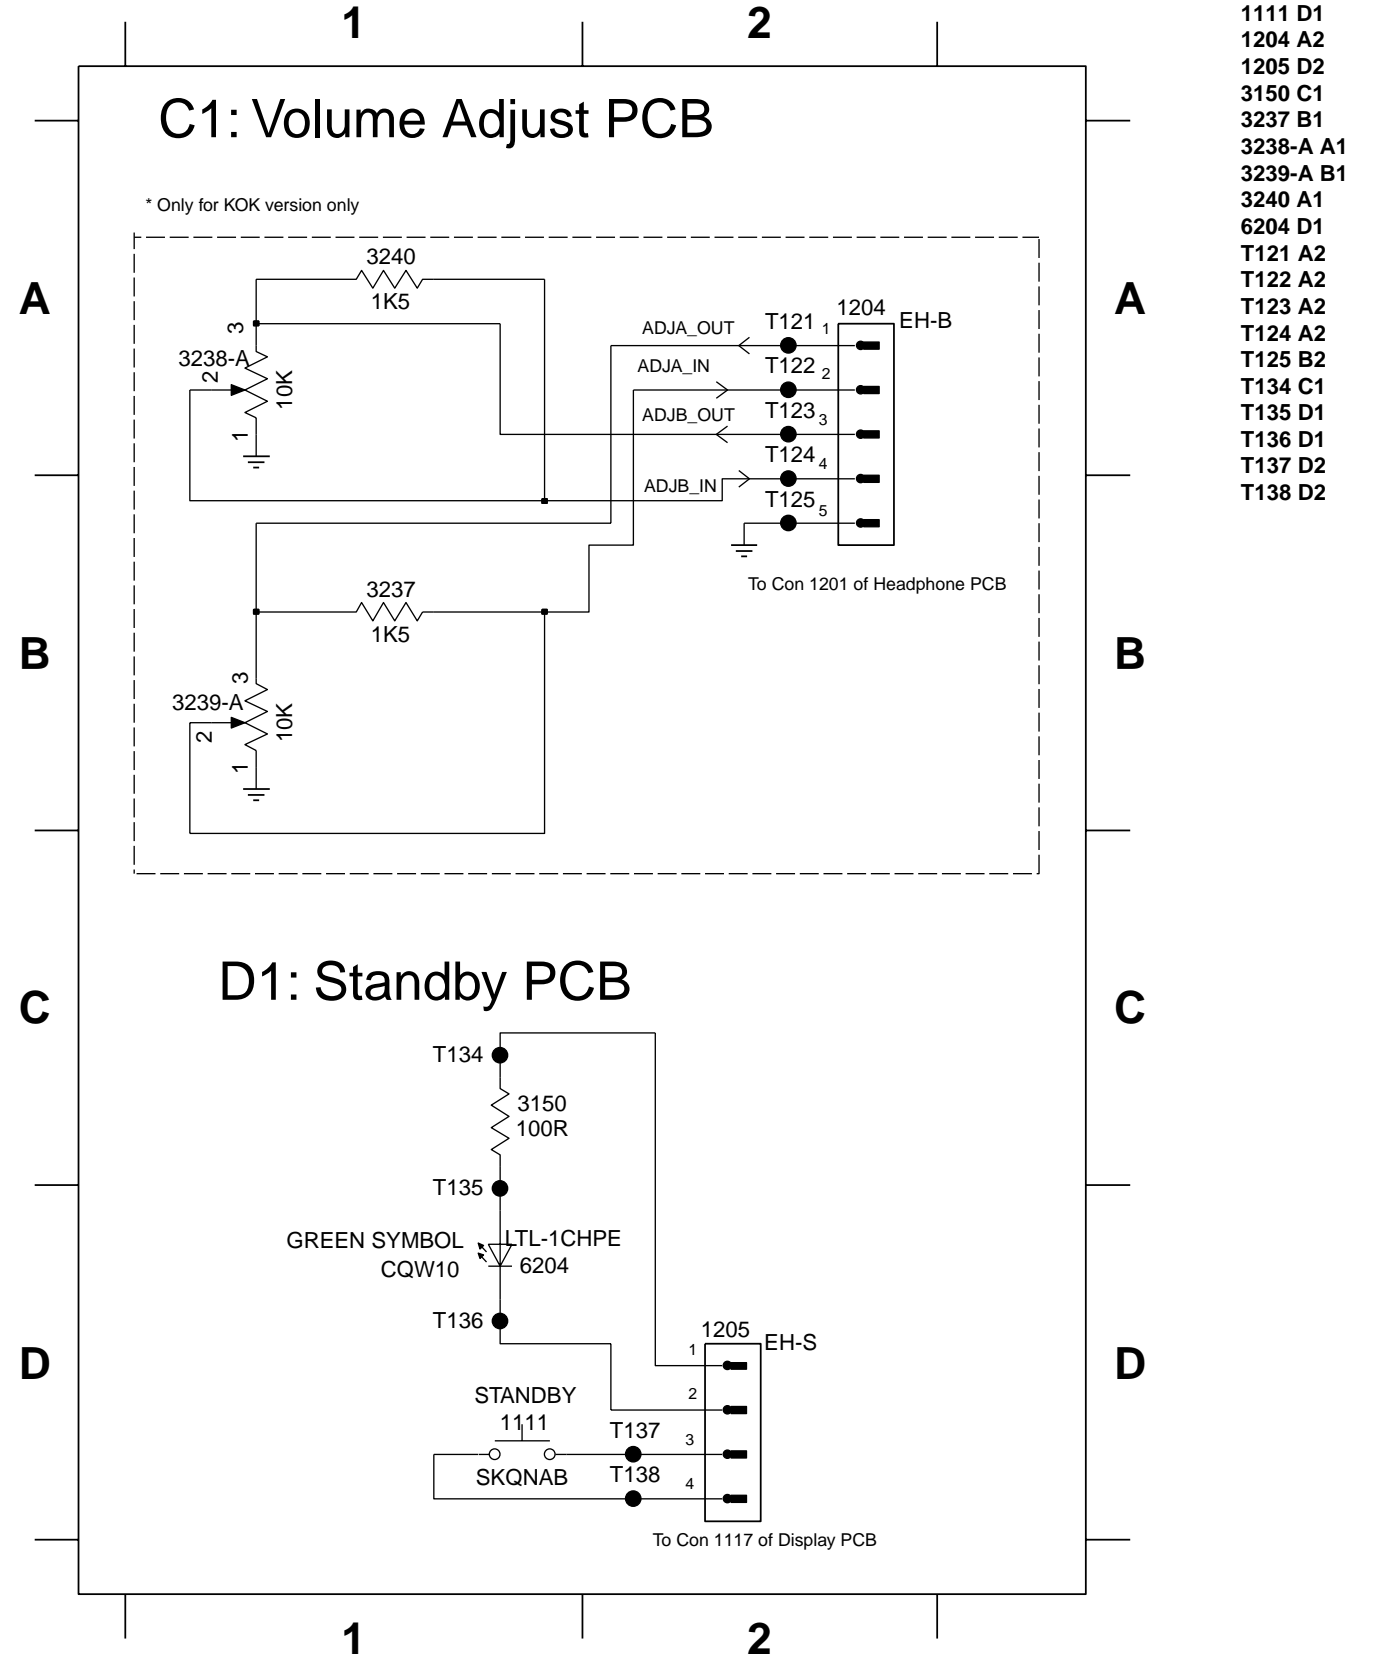 1 2
C1: Volume Adjust PCB
* Only for KOK version only
A A
3240
1K5
3
3238-A
2
10K
1
1204
EH-B
ADJA_OUT T121 1
ADJA_IN T122 2
ADJB_OUT T123 3
ADJB_IN T124 4
T125 5
To Con 1201 of Headphone PCB
B B
3237
1K5
3
3239-A
2
10K
1
D1: Standby PCB
C C
T134
3150
100R
T135
GREEN SYMBOL
CQW10
LTL-1CHPE
6204
T136
D D
1205
EH-S
1
2
3
4
STANDBY
1111
SKQNAB
T137
T138
To Con 1117 of Display PCB
1 2
1111 D1
1204 A2
1205 D2
3150 C1
3237 B1
3238-A A1
3239-A B1
3240 A1
6204 D1
T121 A2
T122 A2
T123 A2
T124 A2
T125 B2
T134 C1
T135 D1
T136 D1
T137 D2
T138 D2